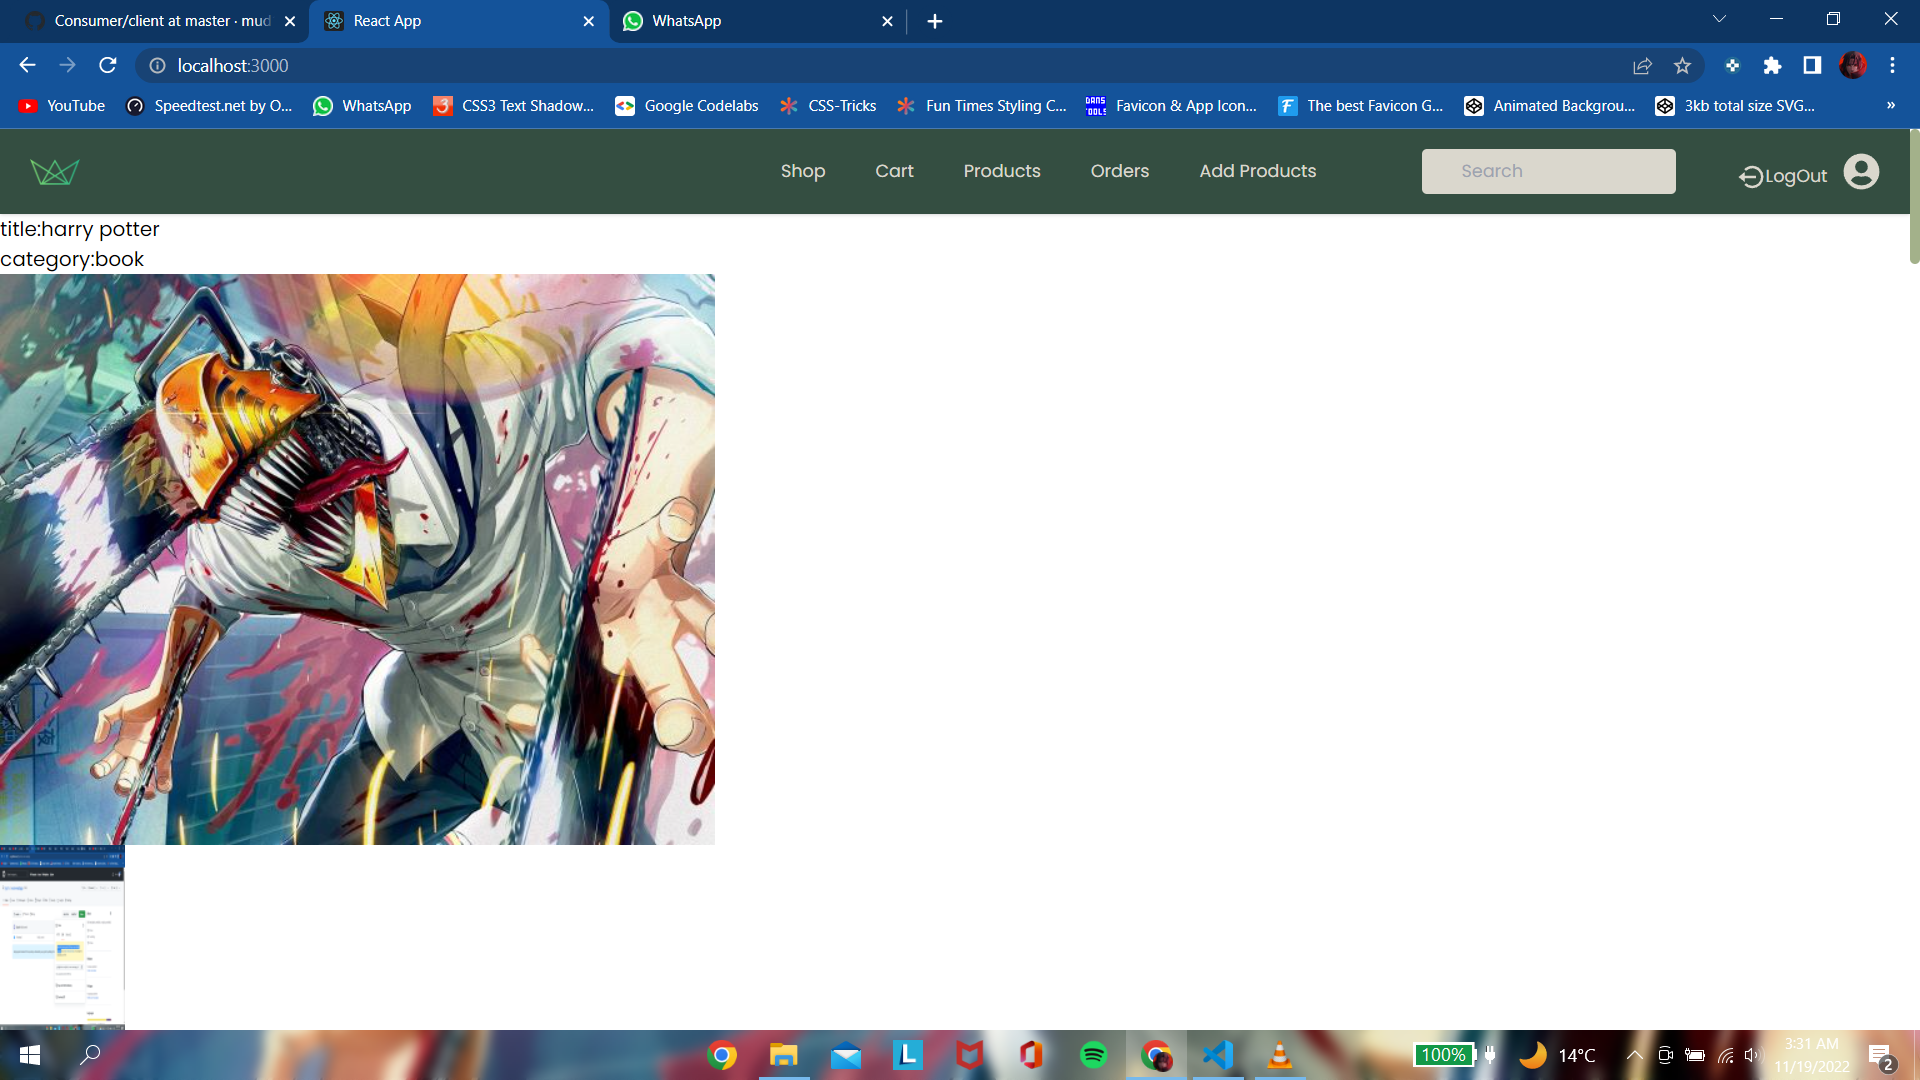 Consumer/client at master · mud
React App
WhatsApp
localhost:3000
YouTube
Speedtest.net by O...
WhatsApp
CSS3 Text Shadow...
Google Codelabs
CSS-Tricks
Fun Times Styling C...
Favicon & App Icon...
The best Favicon G...
Animated Backgrou...
3kb total size SVG...
»
Shop
Cart
Products
Orders
Add Products
Search
LogOut
title:harry potter
category:book
100%
14°C
3:31 AM
11/19/2022
2